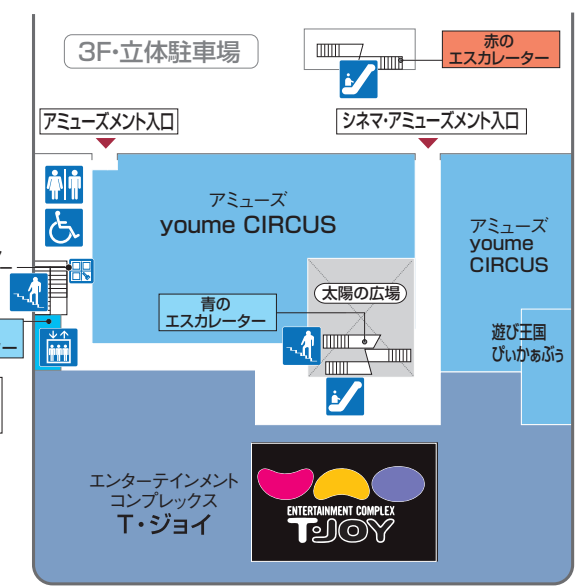 3F・立体駐車場
赤の
エスカレーター
アミューズメント入口
シネマ・アミューズメント入口
アミューズ
youme CIRCUS
アミューズ
youme
CIRCUS
太陽の広場
青の
エスカレーター
遊び王国
ぴぃかぁぶぅ
ー
エンターテインメント
コンプレックス
T・ジョイ
ENTERTAINMENT COMPLEX
T・JOY